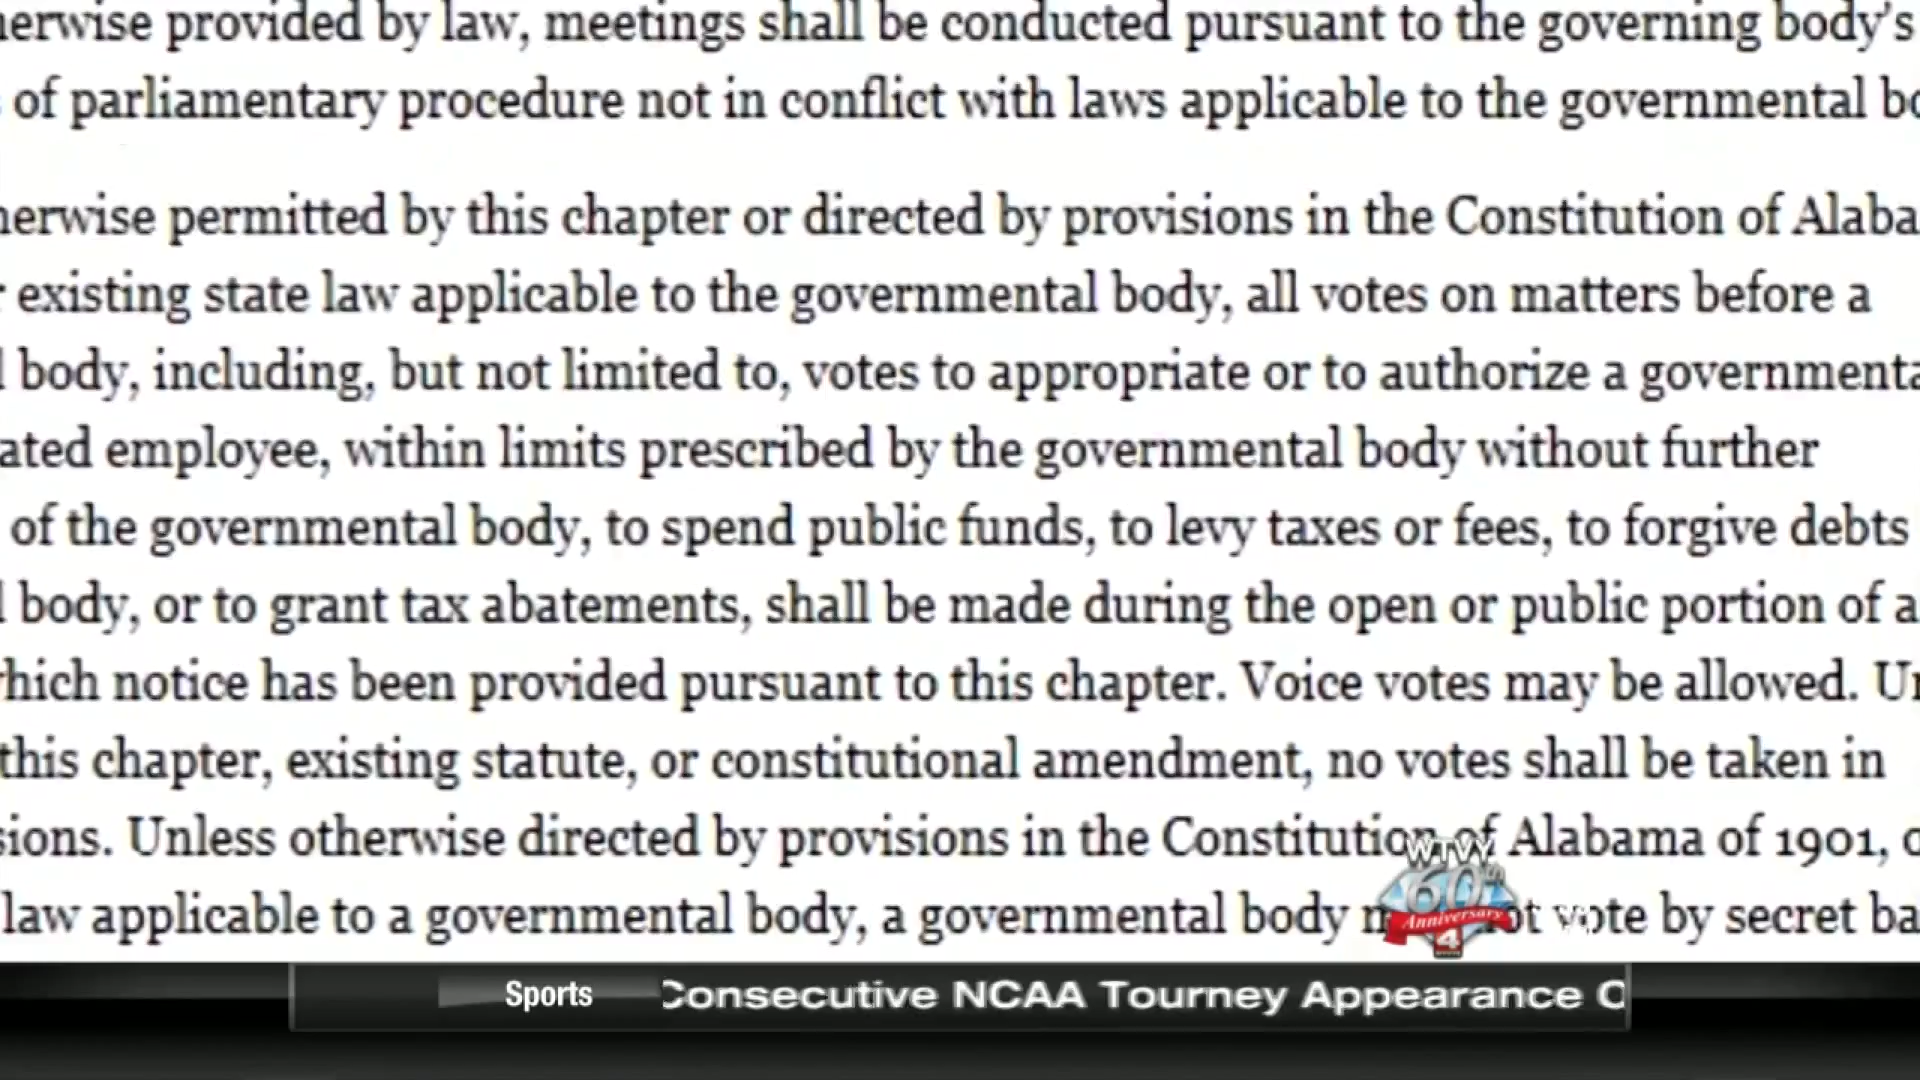 herwise provided by law, meetings shall be conducted pursuant to the governing body's
of parliamentary procedure not in conflict with laws applicable to the governmental bo
herwise permitted by this chapter or directed by provisions in the Constitution of Alaba
r existing state law applicable to the governmental body, all votes on matters before a
l body, including, but not limited to, votes to appropriate or to authorize a governmenta
ated employee, within limits prescribed by the governmental body without further
of the governmental body, to spend public funds, to levy taxes or fees, to forgive debts
l body, or to grant tax abatements, shall be made during the open or public portion of a
which notice has been provided pursuant to this chapter. Voice votes may be allowed. Un
this chapter, existing statute, or constitutional amendment, no votes shall be taken in
sions. Unless otherwise directed by provisions in the Constitution of Alabama of 1901, o
law applicable to a governmental body, a governmental body m ot vote by secret ba
WTVY
60th
Anniversary
4
Sports Consecutive NCAA Tourney Appearance O